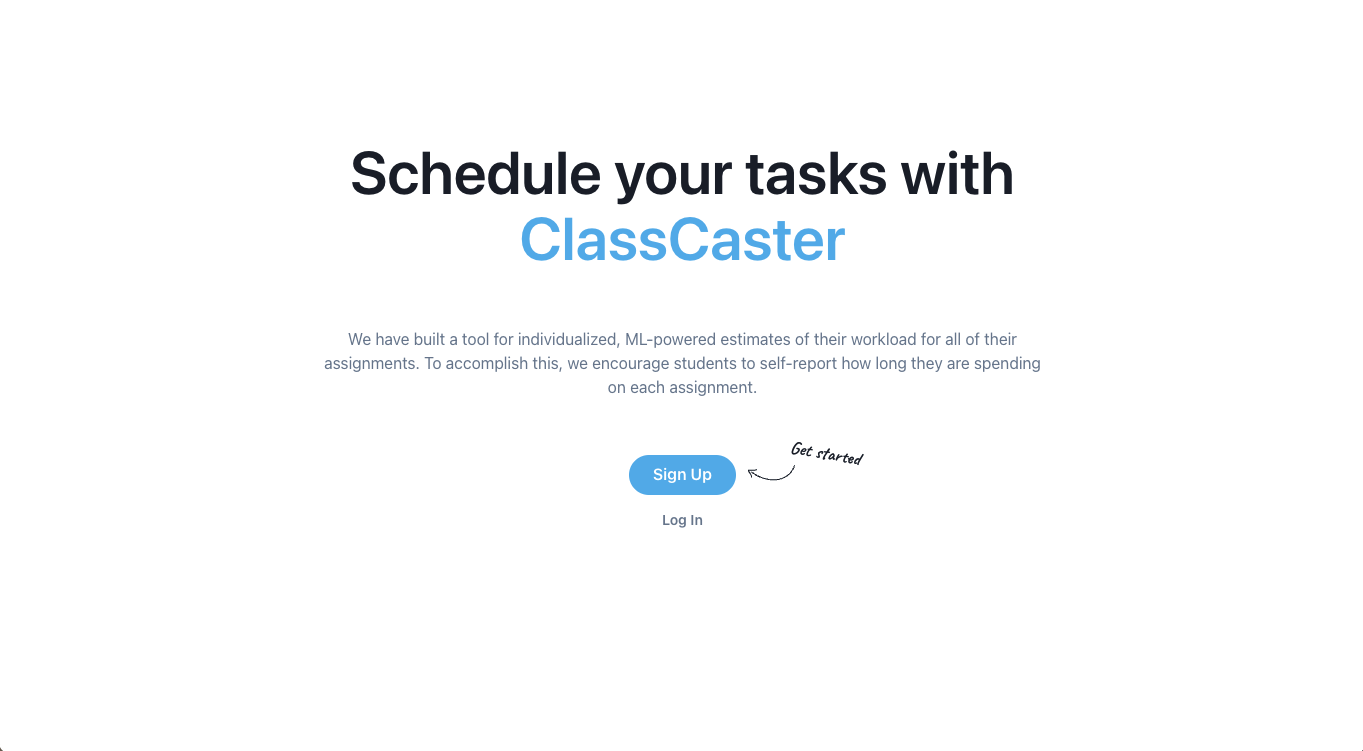 Schedule your tasks with
ClassCaster
We have built a tool for individualized, ML-powered estimates of their workload for all of their
assignments. To accomplish this, we encourage students to self-report how long they are spending
on each assignment.
Get started
Sign Up
Log In